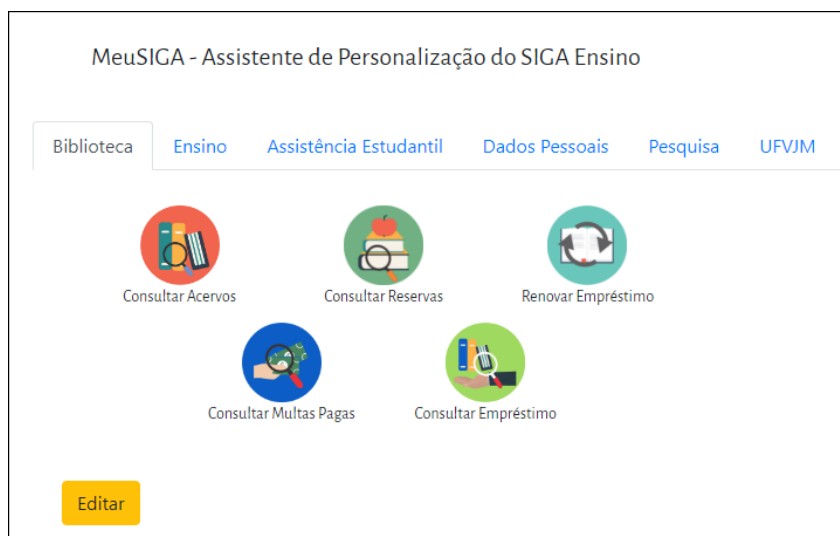 MeuSIGA - Assistente de Personalização do SIGA Ensino
Biblioteca Ensino Assistência Estudantil Dados Pessoais Pesquisa UFVJM
Consultar Acervos Consultar Reservas Renovar Empréstimo
Consultar Multas Pagas Consultar Empréstimo
Editar